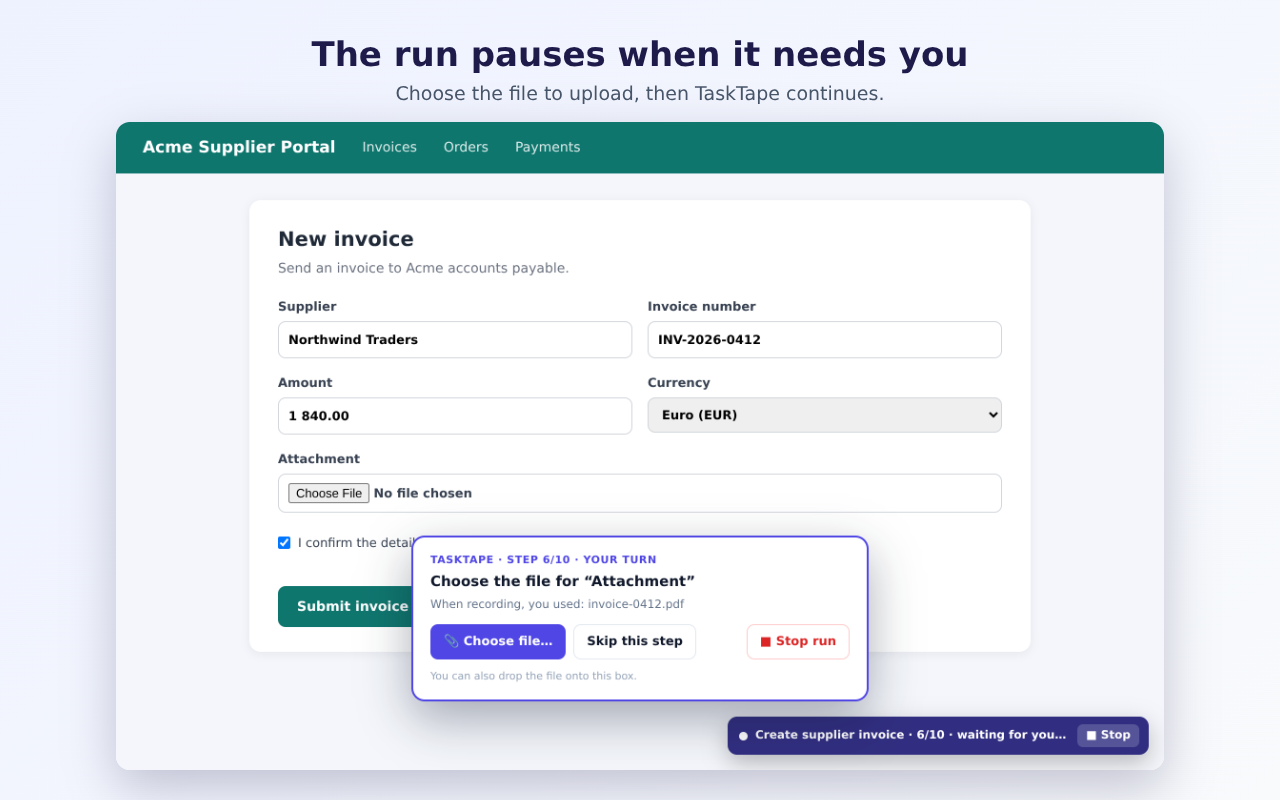 The run pauses when it needs you
Choose the file to upload, then TaskTape continues.
Acme Supplier Portal Invoices Orders Payments
New invoice
Send an invoice to Acme accounts payable.
Supplier Invoice number
Northwind Traders INV-2026-0412
Amount Currency
1 840.00 Euro (EUR)
Attachment
Choose File No file chosen
I confirm the detail
TASKTAPE · STEP 6/10 · YOUR TURN
Choose the file for “Attachment”
When recording, you used: invoice-0412.pdf
Submit invoice
📎 Choose file… Skip this step ■ Stop run
You can also drop the file onto this box.
Create supplier invoice · 6/10 · waiting for you… ■ Stop